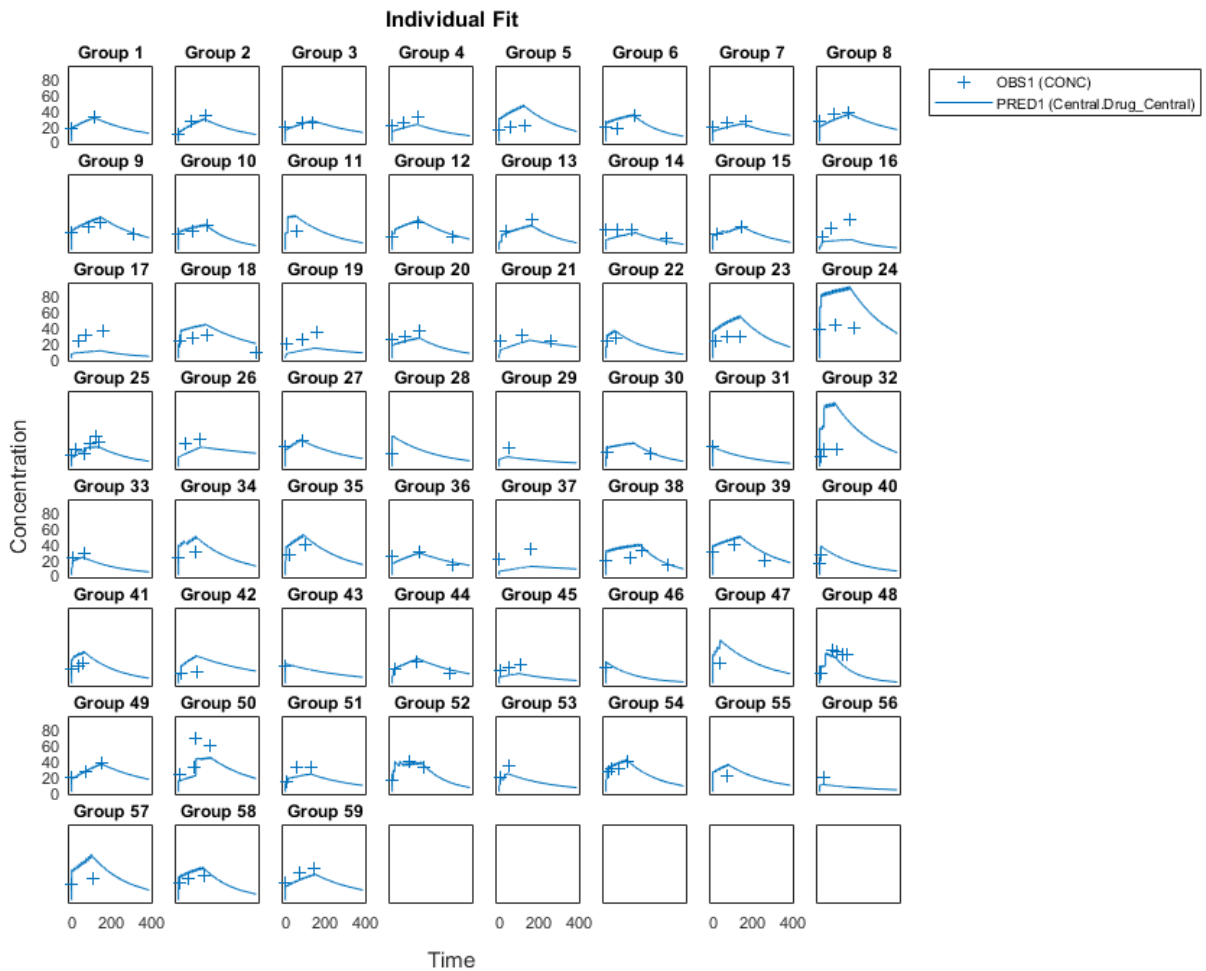 Individual Fit
Group 1 Group 2 Group 3 Group 4 Group 5 Group 6 Group 7 Group 8
80
60
40
20
0
OBS1 (CONC)
PRED1 (Central.Drug_Central)
Group 9 Group 10 Group 11 Group 12 Group 13 Group 14 Group 15 Group 16
Group 17 Group 18 Group 19 Group 20 Group 21 Group 22 Group 23 Group 24
80
60
40
20
0
Group 25 Group 26 Group 27 Group 28 Group 29 Group 30 Group 31 Group 32
Concentration
Group 33 Group 34 Group 35 Group 36 Group 37 Group 38 Group 39 Group 40
80
60
40
20
0
Group 41 Group 42 Group 43 Group 44 Group 45 Group 46 Group 47 Group 48
Group 49 Group 50 Group 51 Group 52 Group 53 Group 54 Group 55 Group 56
80
60
40
20
0
Group 57 Group 58 Group 59
0 200 400 0 200 400 0 200 400 0 200 400
Time